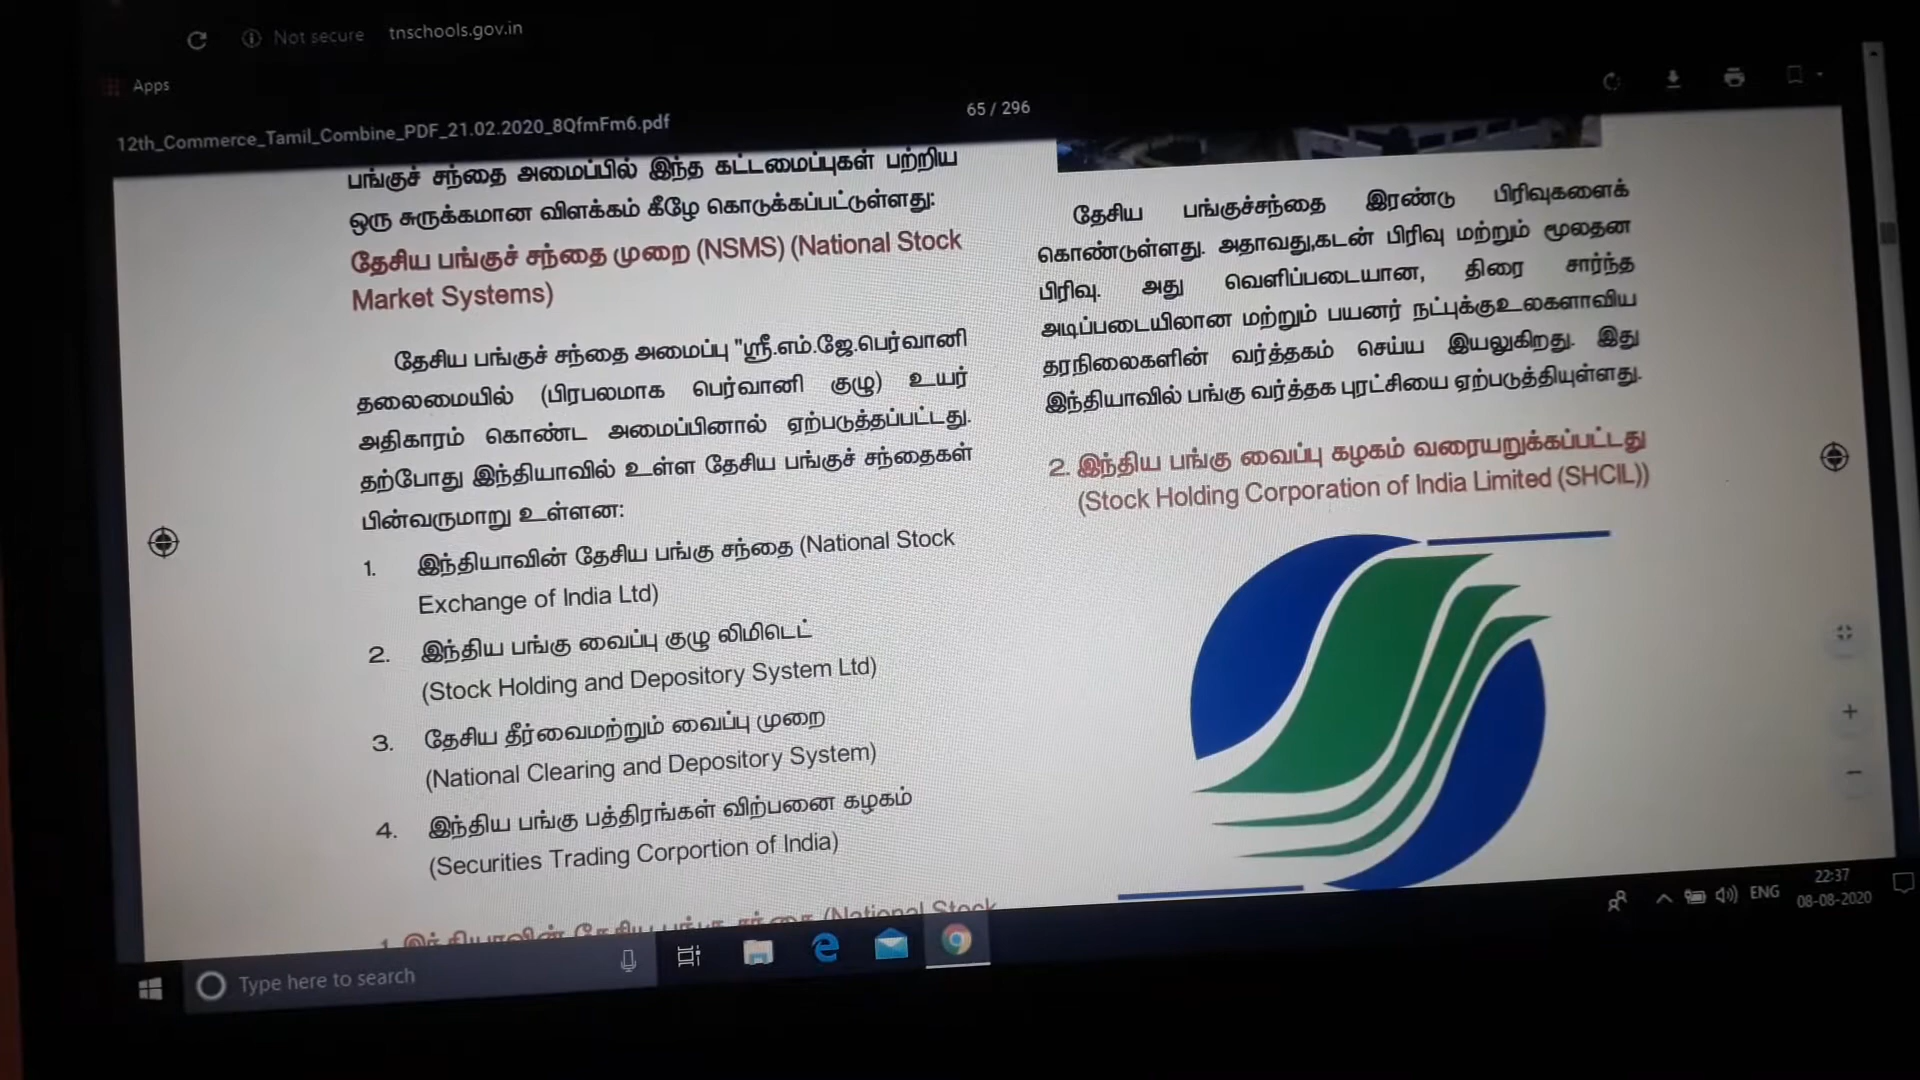 Not secure tnschools.gov.in
Apps
12th_Commerce_Tamil_Combine_PDF_21.02.2020_8QfmFm6.pdf
65 / 296
பங்குச் சந்தை அமைப்பில் இந்த கட்டமைப்புகள் பற்றிய
ஒரு சுருக்கமான விளக்கம் கீழே கொடுக்கப்பட்டுள்ளது:
தேசிய பங்குச் சந்தை முறை (NSMS) (National Stock
Market Systems)
தேசிய பங்குச் சந்தை அமைப்பு "ஸ்ரீ.எம்.ஜே.பெர்வானி
தலைமையில் (பிரபலமாக பெர்வானி குழு) உயர்
அதிகாரம் கொண்ட அமைப்பினால் ஏற்படுத்தப்பட்டது.
தற்போது இந்தியாவில் உள்ள தேசிய பங்குச் சந்தைகள்
பின்வருமாறு உள்ளன:
1. இந்தியாவின் தேசிய பங்கு சந்தை (National Stock
Exchange of India Ltd)
2. இந்திய பங்கு வைப்பு குழு லிமிடெட்
(Stock Holding and Depository System Ltd)
3. தேசிய தீர்வைமற்றும் வைப்பு முறை
(National Clearing and Depository System)
4. இந்திய பங்கு பத்திரங்கள் விற்பனை கழகம்
(Securities Trading Corportion of India)
1. இந்தியாவின் தேசிய பங்கு சந்தை (National Stock
தேசிய பங்குச்சந்தை இரண்டு பிரிவுகளைக்
கொண்டுள்ளது. அதாவது,கடன் பிரிவு மற்றும் மூலதன
பிரிவு. அது வெளிப்படையான, திரை சார்ந்த
அடிப்படையிலான மற்றும் பயனர் நட்புக்குஉலகளாவிய
தரநிலைகளின் வர்த்தகம் செய்ய இயலுகிறது. இது
இந்தியாவில் பங்கு வர்த்தக புரட்சியை ஏற்படுத்தியுள்ளது.
2. இந்திய பங்கு வைப்பு கழகம் வரையறுக்கப்பட்டது
(Stock Holding Corporation of India Limited (SHCIL))
Type here to search
ENG
22:37
08-08-2020